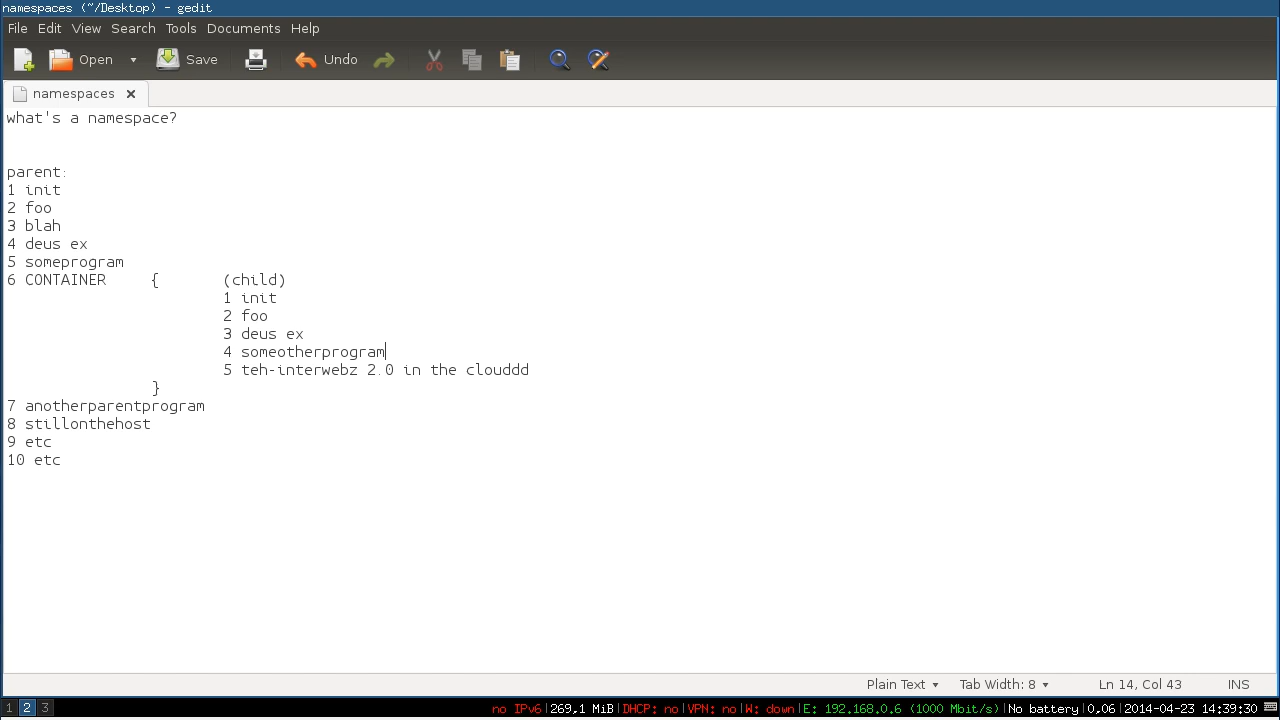 namespaces (~/Desktop) - gedit
File Edit View Search Tools Documents Help
Open Save Undo
namespaces
what's a namespace?
parent:
1 init
2 foo
3 blah
4 deus ex
5 someprogram
6 CONTAINER { (child)
1 init
2 foo
3 deus ex
4 someotherprogram
5 teh-interwebz 2.0 in the clouddd
}
7 anotherparentprogram
8 stillonthehost
9 etc
10 etc
Plain Text Tab Width: 8 Ln 14, Col 43 INS
1 2 3 no IPv6|269,1 MiB|DHCP: no|VPN: no|W: down|E: 192.168.0.6 (1000 Mbit/s)|No battery|0,06|2014-04-23 14:39:30